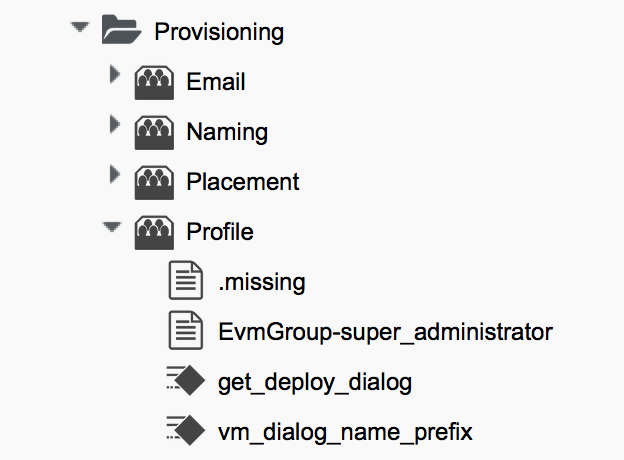 Provisioning
Email
Naming
Placement
Profile
.missing
EvmGroup-super_administrator
get_deploy_dialog
vm_dialog_name_prefix